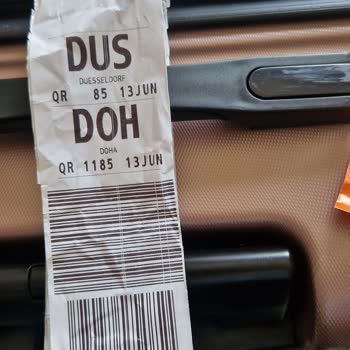 DUS
DUESSELDORF
QR 85 13JUN
DOH
DOHA
QR 1185 13JUN